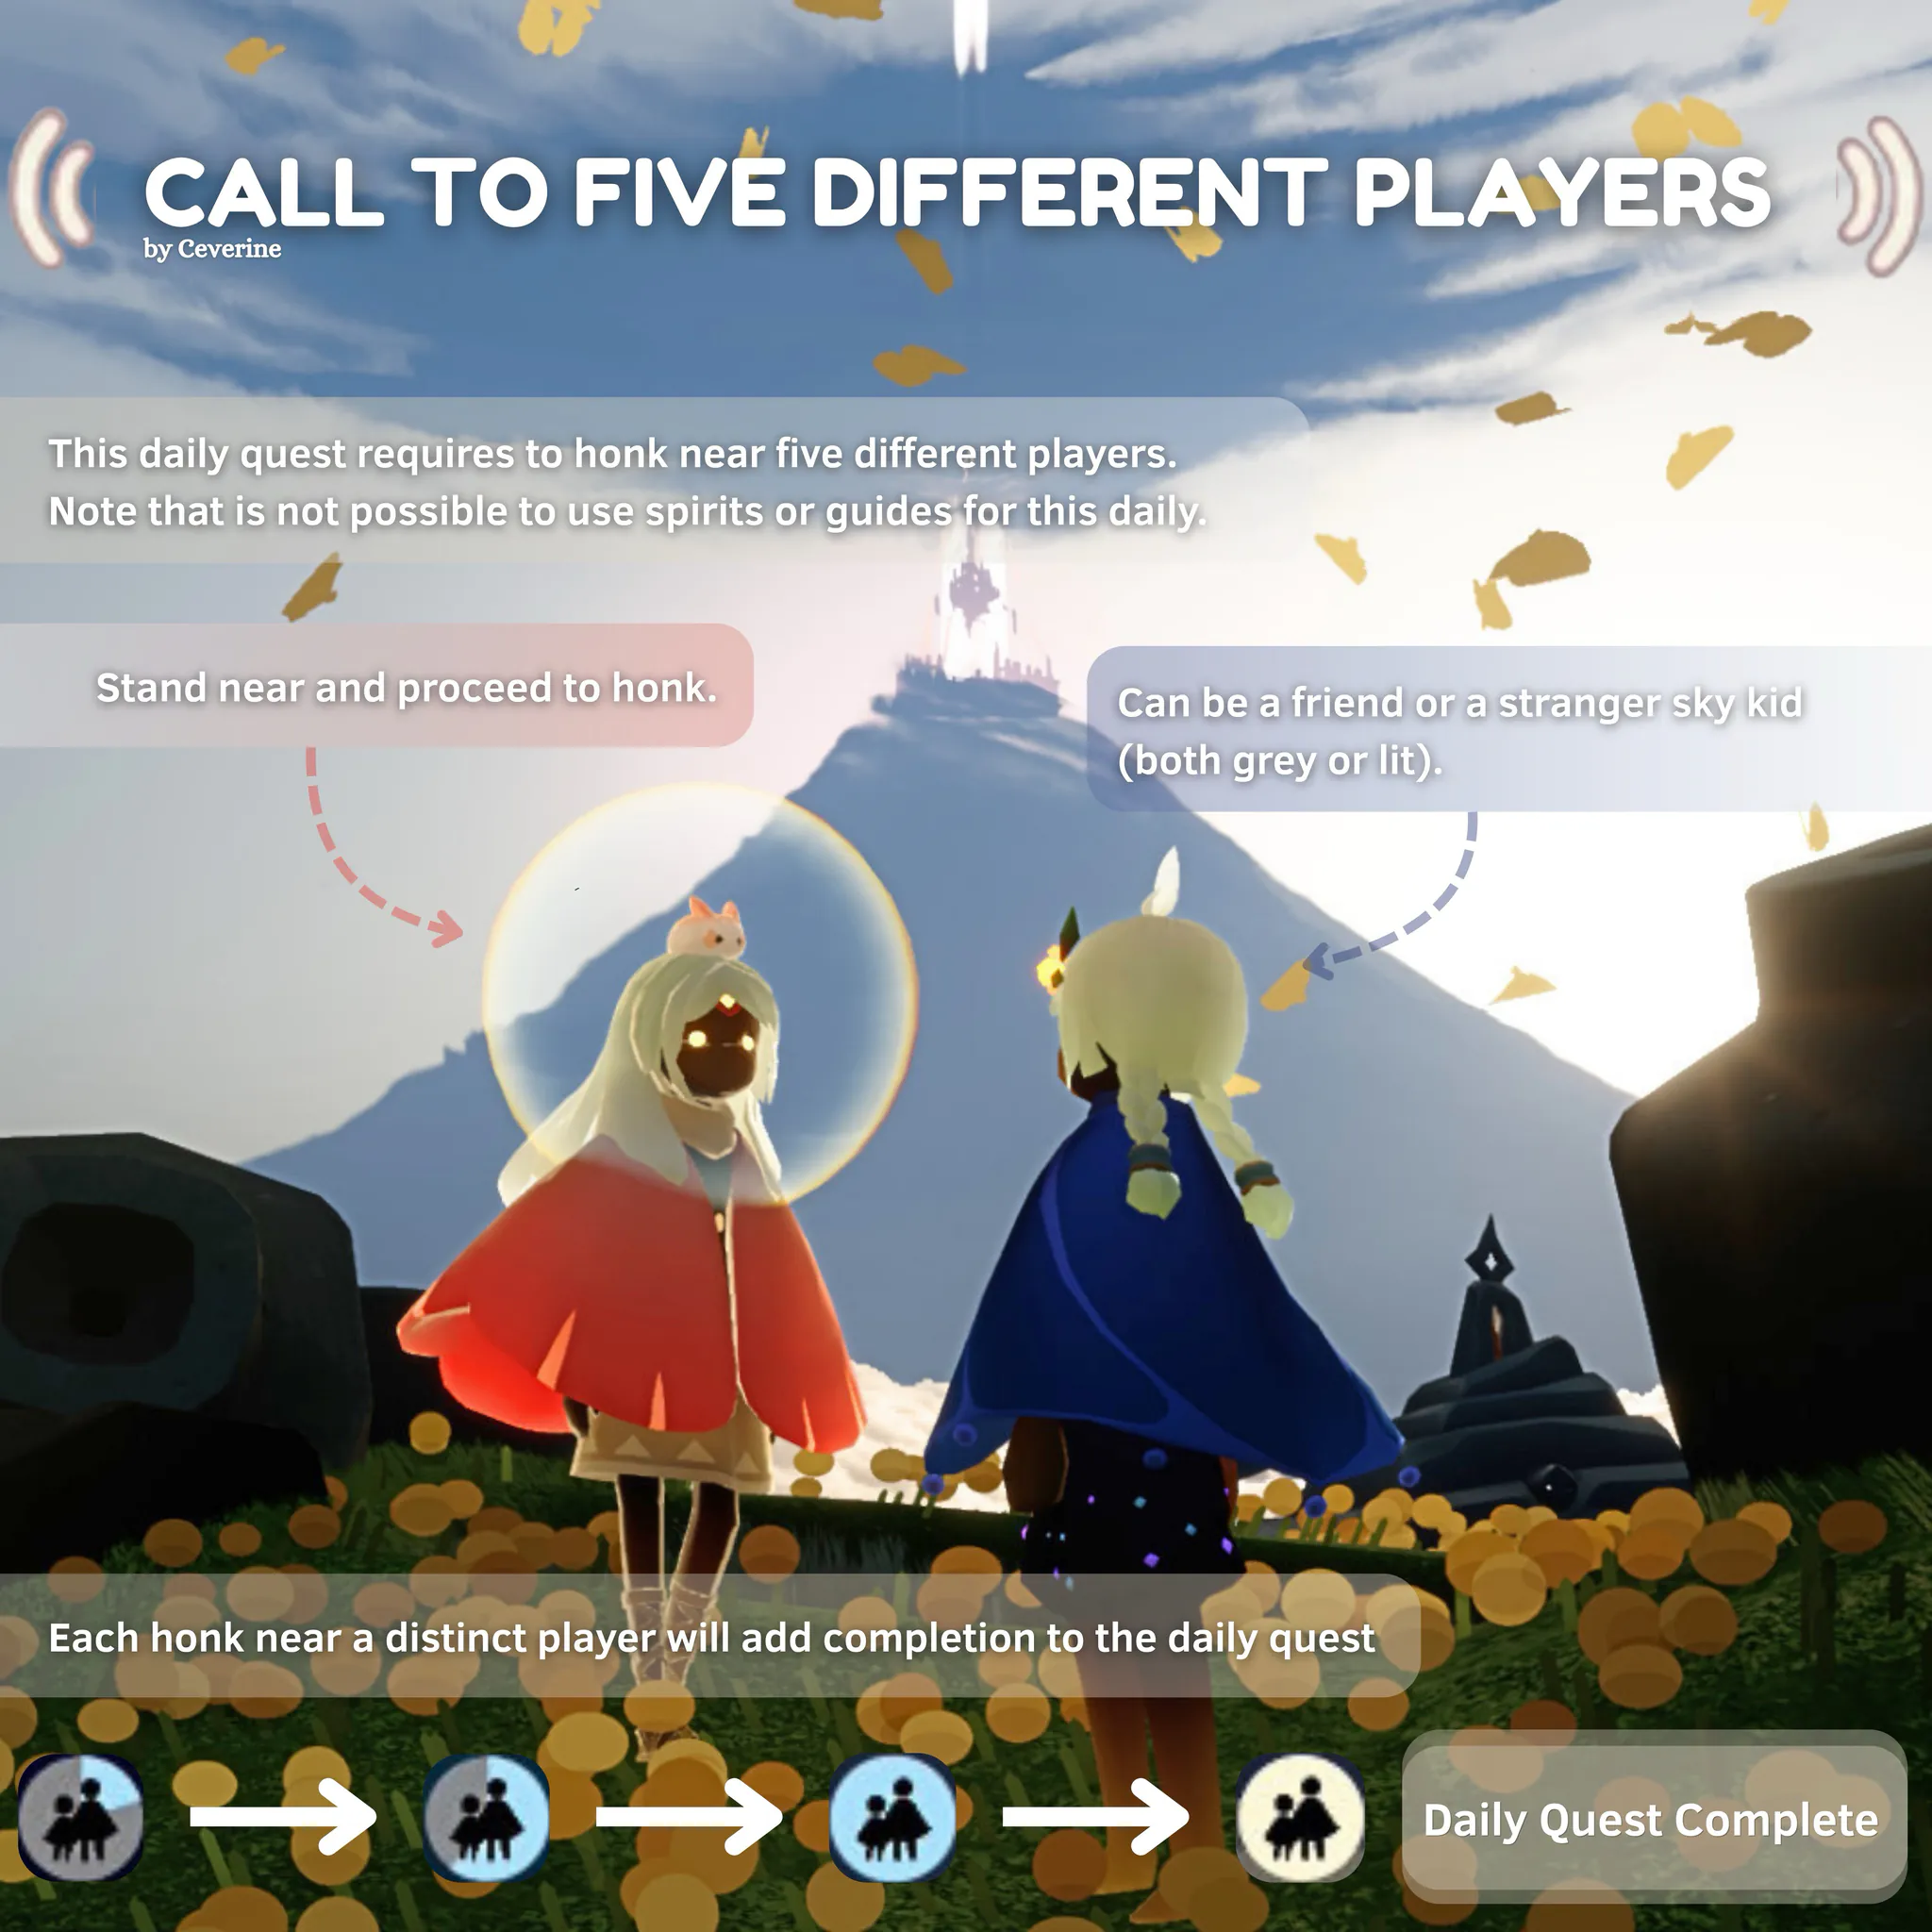 CALL TO FIVE DIFFERENT PLAYERS
by Ceverine
This daily quest requires to honk near five different players.
Note that is not possible to use spirits or guides for this daily.
Stand near and proceed to honk.
Can be a friend or a stranger sky kid
(both grey or lit).
Each honk near a distinct player will add completion to the daily quest
Daily Quest Complete